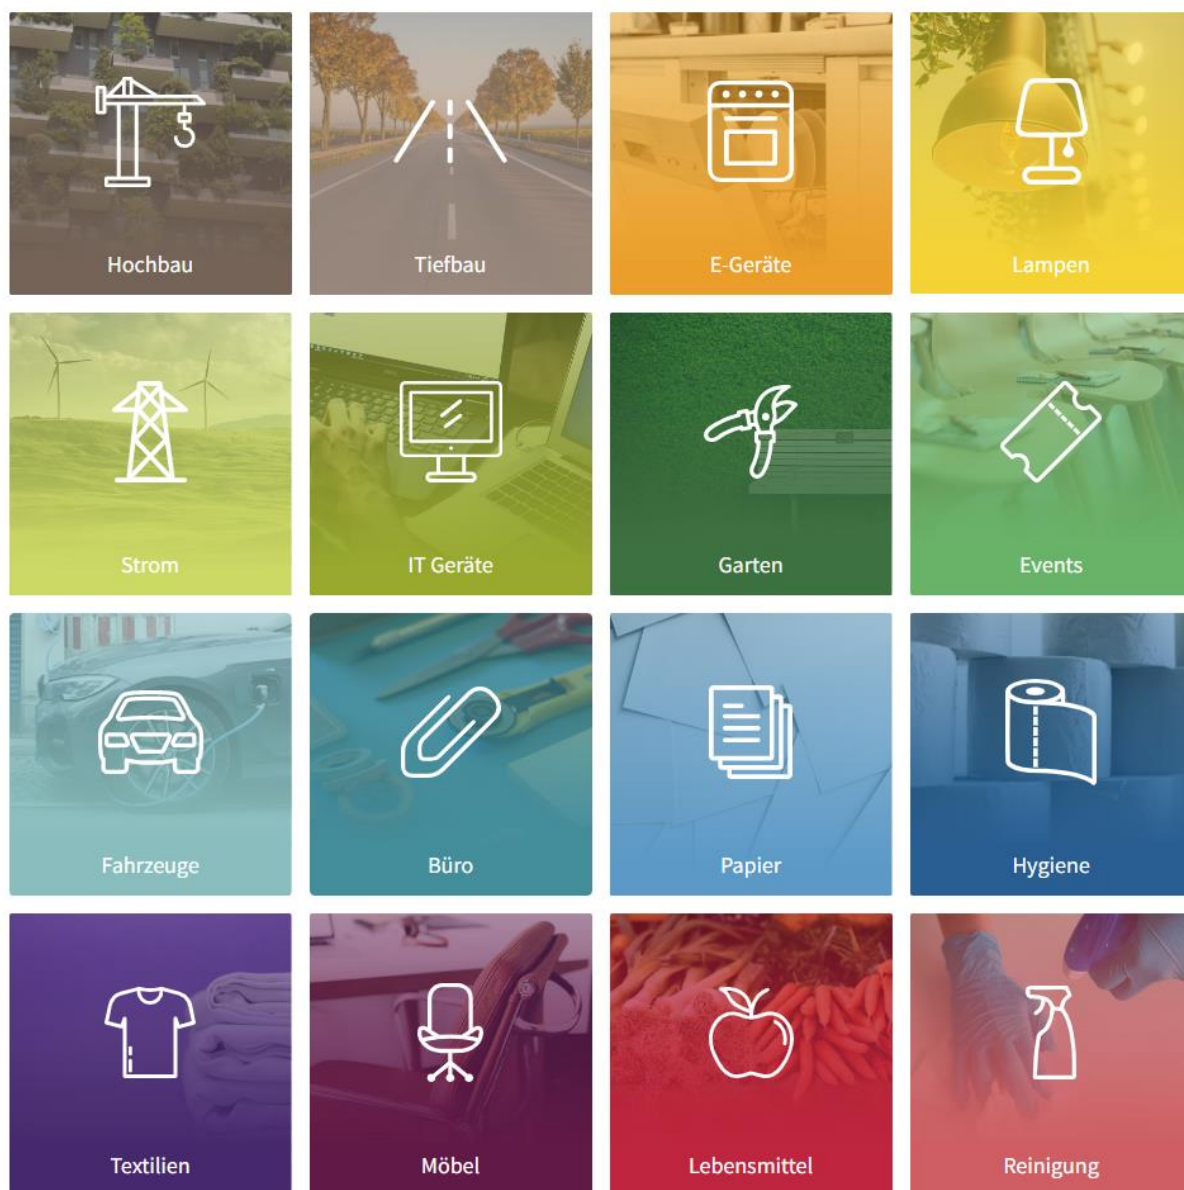 Hochbau
Tiefbau
E-Geräte
Lampen
Strom
IT Geräte
Garten
Events
Fahrzeuge
Büro
Papier
Hygiene
Textilien
Möbel
Lebensmittel
Reinigung